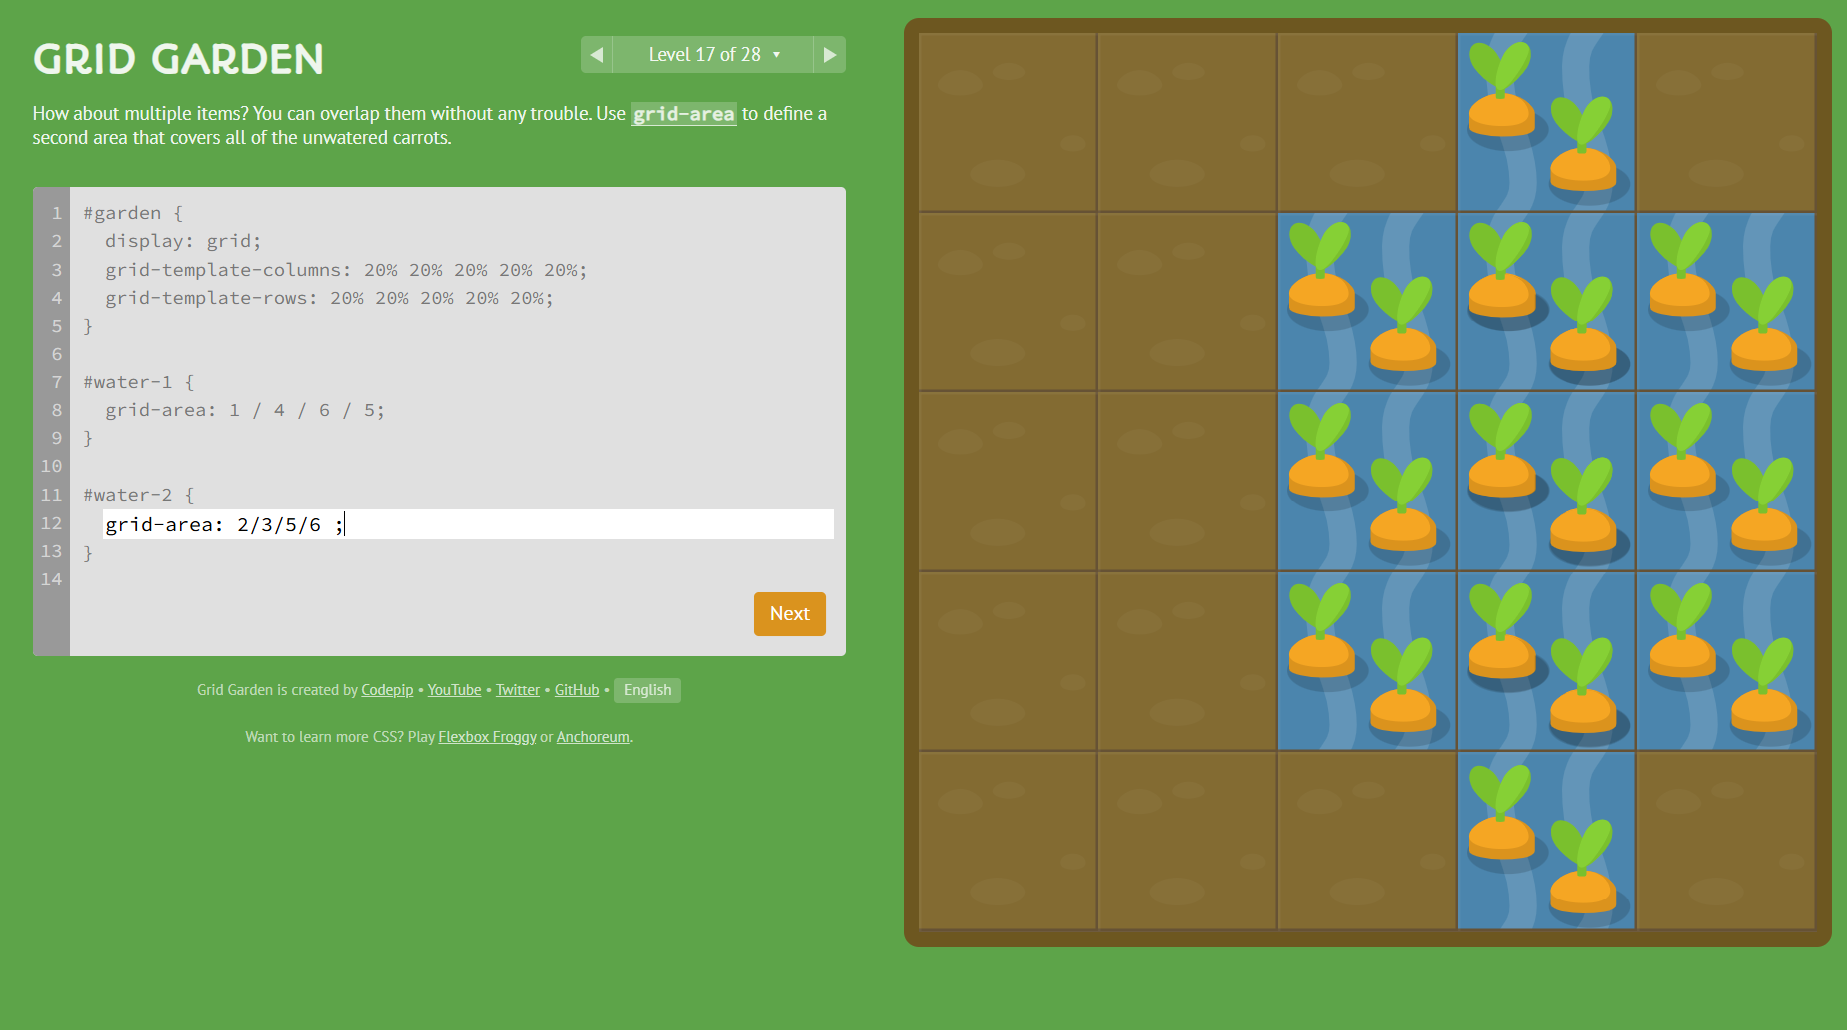 GRID GARDEN
◀ Level 17 of 28 ▼ ▶
How about multiple items? You can overlap them without any trouble. Use grid-area to define a
second area that covers all of the unwatered carrots.
1 #garden {
2 display: grid;
3 grid-template-columns: 20% 20% 20% 20% 20%;
4 grid-template-rows: 20% 20% 20% 20% 20%;
5 }
6
7 #water-1 {
8 grid-area: 1 / 4 / 6 / 5;
9 }
10
11 #water-2 {
12 grid-area: 2/3/5/6 ;
13 }
14
Next
Grid Garden is created by Codepip • YouTube • Twitter • GitHub • English
Want to learn more CSS? Play Flexbox Froggy or Anchoreum.